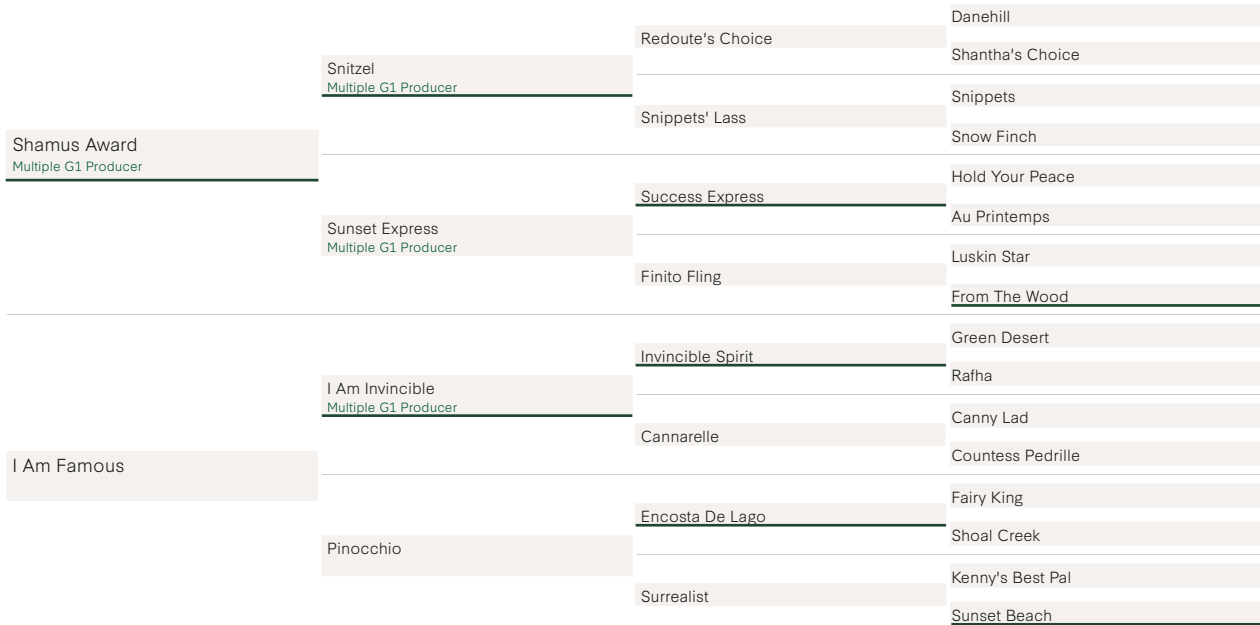 Shamus Award
Multiple G1 Producer
I Am Famous
Snitzel
Multiple G1 Producer
Sunset Express
Multiple G1 Producer
I Am Invincible
Multiple G1 Producer
Pinocchio
Redoute's Choice
Snippets' Lass
Success Express
Finito Fling
Invincible Spirit
Cannarelle
Encosta De Lago
Surrealist
Danehill
Shantha's Choice
Snippets
Snow Finch
Hold Your Peace
Au Printemps
Luskin Star
From The Wood
Green Desert
Rafha
Canny Lad
Countess Pedrille
Fairy King
Shoal Creek
Kenny's Best Pal
Sunset Beach